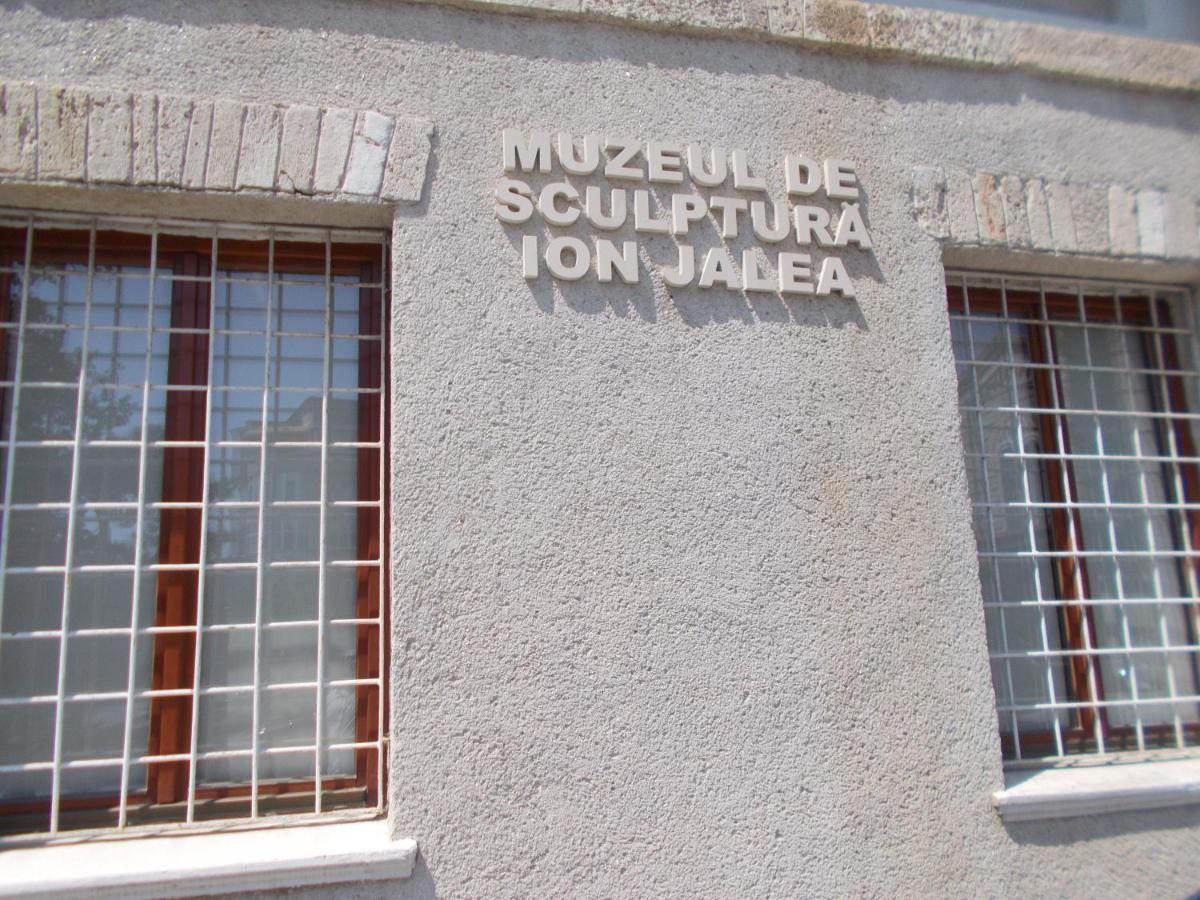 MUZEUL DE
SCULPTURĂ
ION JALEA